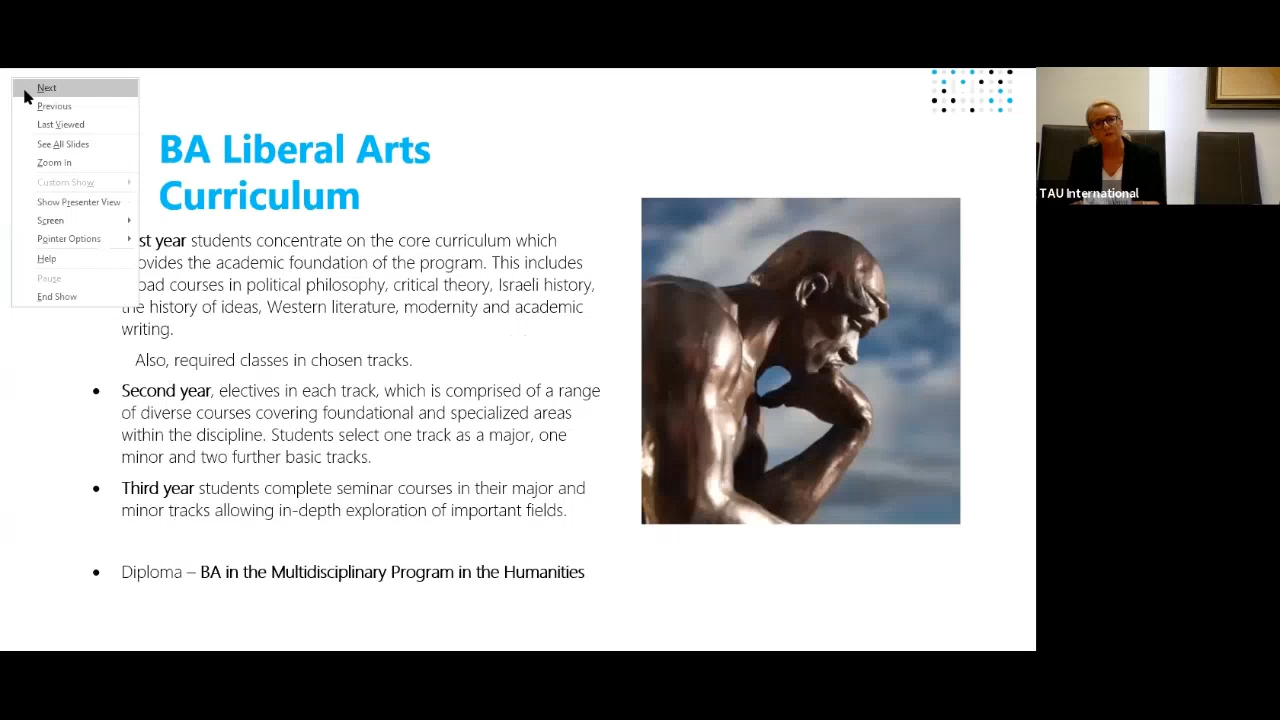 Next
Previous
Last Viewed
See All Slides
Zoom In
Custom Show
Show Presenter View
Screen
Pointer Options
Help
Pause
End Show
BA Liberal Arts
Curriculum
st year students concentrate on the core curriculum which
ovides the academic foundation of the program. This includes
oad courses in political philosophy, critical theory, Israeli history,
the history of ideas, Western literature, modernity and academic
writing.
Also, required classes in chosen tracks.
• Second year, electives in each track, which is comprised of a range
of diverse courses covering foundational and specialized areas
within the discipline. Students select one track as a major, one
minor and two further basic tracks.
• Third year students complete seminar courses in their major and
minor tracks allowing in-depth exploration of important fields.
• Diploma – BA in the Multidisciplinary Program in the Humanities
TAU International